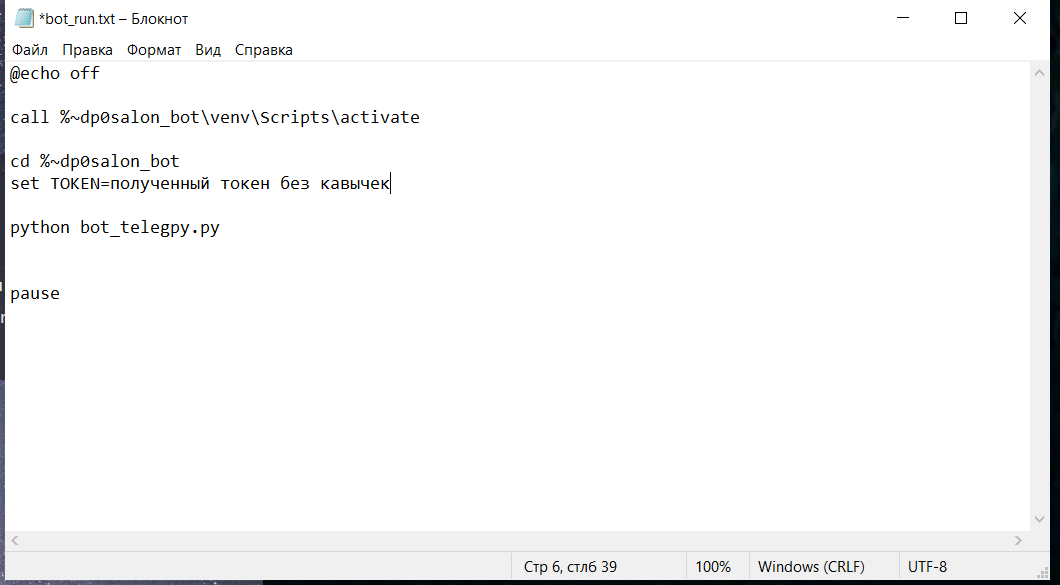 *bot_run.txt – Блокнот
Файл Правка Формат Вид Справка
@echo off
call %~dp0salon_bot\venv\Scripts\activate
cd %~dp0salon_bot
set TOKEN=полученный токен без кавычек
python bot_telegpy.py
pause
Стр 6, стлб 39 100% Windows (CRLF) UTF-8